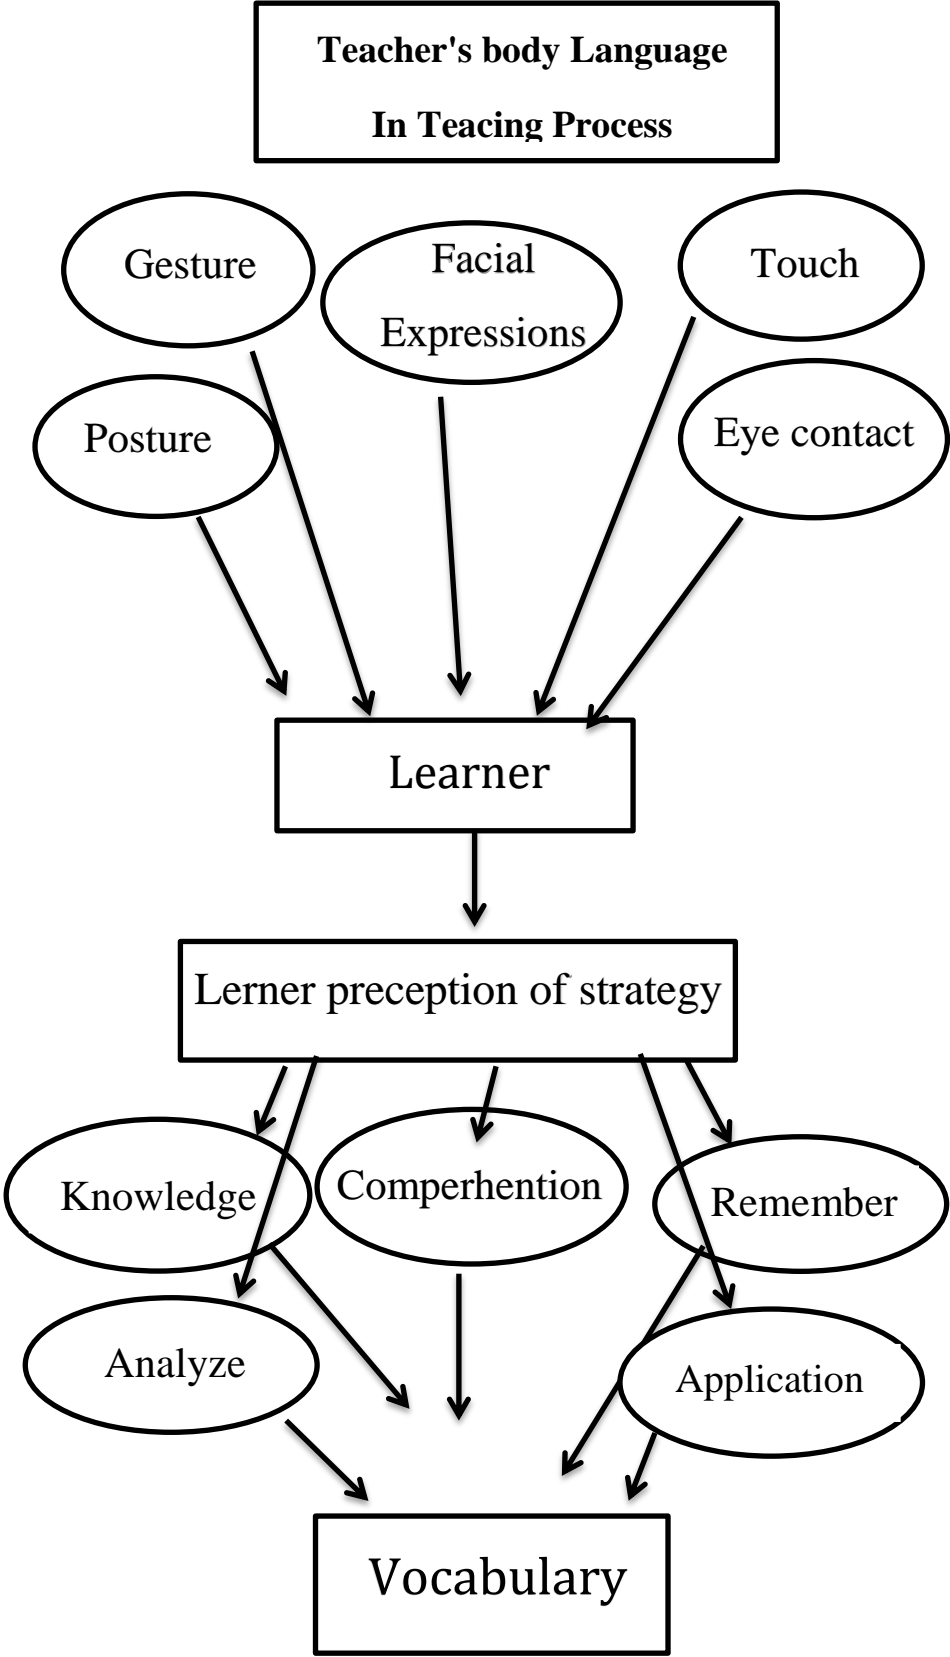 Teacher's body Language
In Teacing Process
Gesture
Facial
Expressions
Touch
Posture
Eye contact
Learner
Lerner preception of strategy
Knowledge
Comperhention
Remember
Analyze
Application
Vocabulary